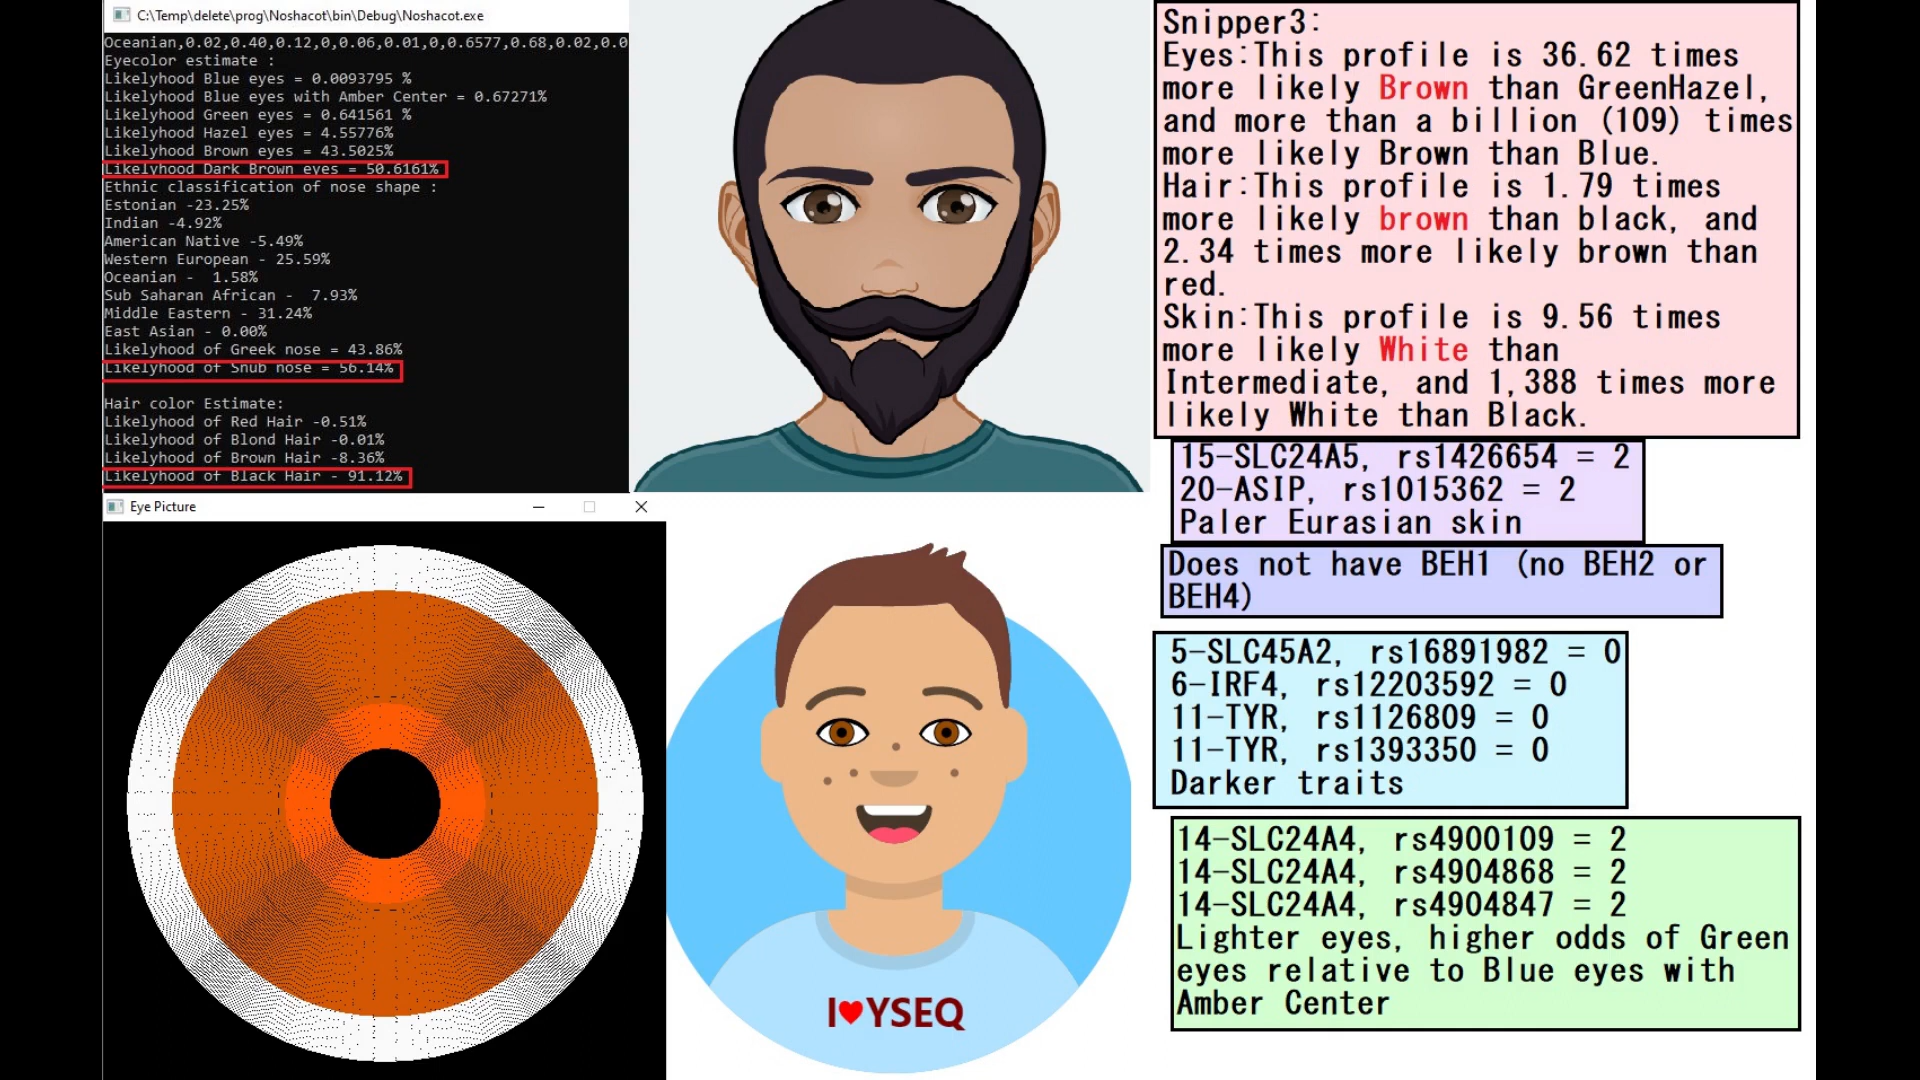 C:\Temp\delete\prog\Noshacot\bin\Debug\Noshacot.exe
Oceanian,0.02,0.40,0.12,0,0.06,0.01,0,0.6577,0.68,0.02,0.0
Eyecolor estimate :
Likelyhood Blue eyes = 0.0093795 %
Likelyhood Blue eyes with Amber Center = 0.67271%
Likelyhood Green eyes = 0.641561 %
Likelyhood Hazel eyes = 4.55776%
Likelyhood Brown eyes = 43.5025%
Likelyhood Dark Brown eyes = 50.6161%
Ethnic classification of nose shape :
Estonian -23.25%
Indian -4.92%
American Native -5.49%
Western European - 25.59%
Oceanian -  1.58%
Sub Saharan African -  7.93%
Middle Eastern - 31.24%
East Asian - 0.00%
Likelyhood of Greek nose = 43.86%
Likelyhood of Snub nose = 56.14%
Hair color Estimate:
Likelyhood of Red Hair -0.51%
Likelyhood of Blond Hair -0.01%
Likelyhood of Brown Hair -8.36%
Likelyhood of Black Hair - 91.12%
Eye Picture
I♥YSEQ
Snipper3:
Eyes:This profile is 36.62 times
more likely Brown than GreenHazel,
and more than a billion (109) times
more likely Brown than Blue.
Hair:This profile is 1.79 times
more likely brown than black, and
2.34 times more likely brown than
red.
Skin:This profile is 9.56 times
more likely White than
Intermediate, and 1,388 times more
likely White than Black.
15-SLC24A5, rs1426654 = 2
20-ASIP, rs1015362 = 2
Paler Eurasian skin
Does not have BEH1 (no BEH2 or
BEH4)
5-SLC45A2, rs16891982 = 0
6-IRF4, rs12203592 = 0
11-TYR, rs1126809 = 0
11-TYR, rs1393350 = 0
Darker traits
14-SLC24A4, rs4900109 = 2
14-SLC24A4, rs4904868 = 2
14-SLC24A4, rs4904847 = 2
Lighter eyes, higher odds of Green
eyes relative to Blue eyes with
Amber Center